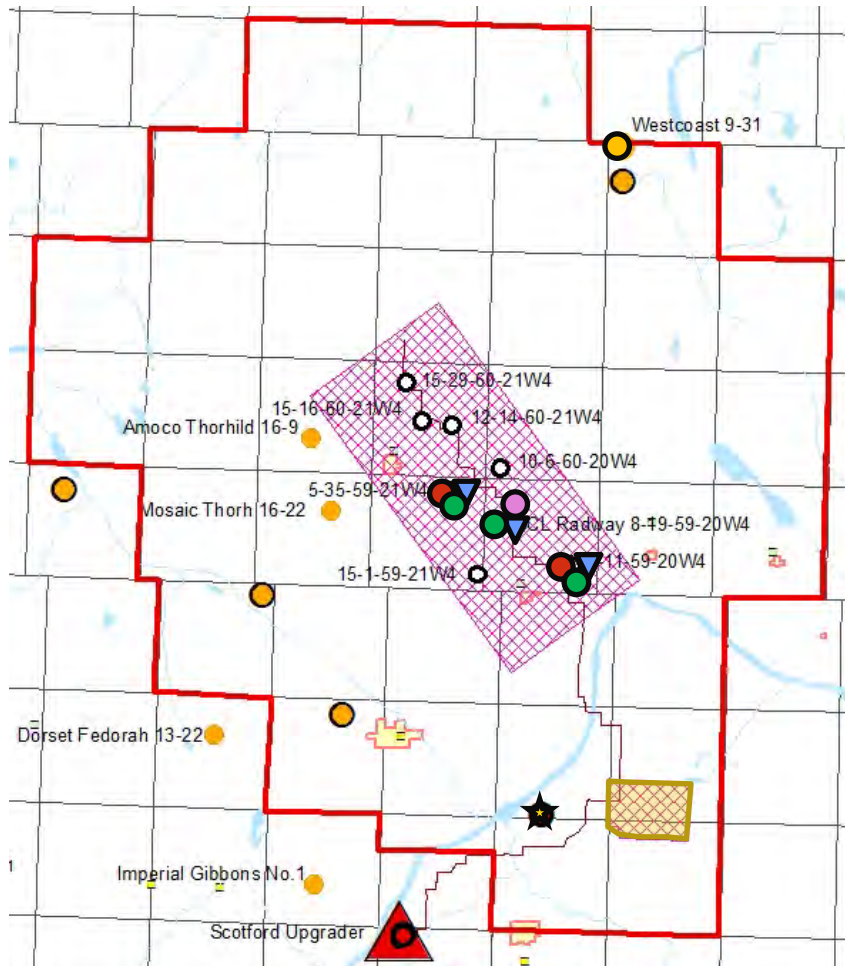 Westcoast 9-31
15-29-60-21W4
15-16-60-21W4
12-14-60-21W4
Amoco Thorhild 16-9
10-6-60-20W4
5-35-59-21W4
Mosaic Thorh 16-22
CL Radway 8-19-59-20W4
11-59-20W4
15-1-59-21W4
Dorset Fedorah 13-22
1
Imperial Gibbons No.1
Scotford Upgrader